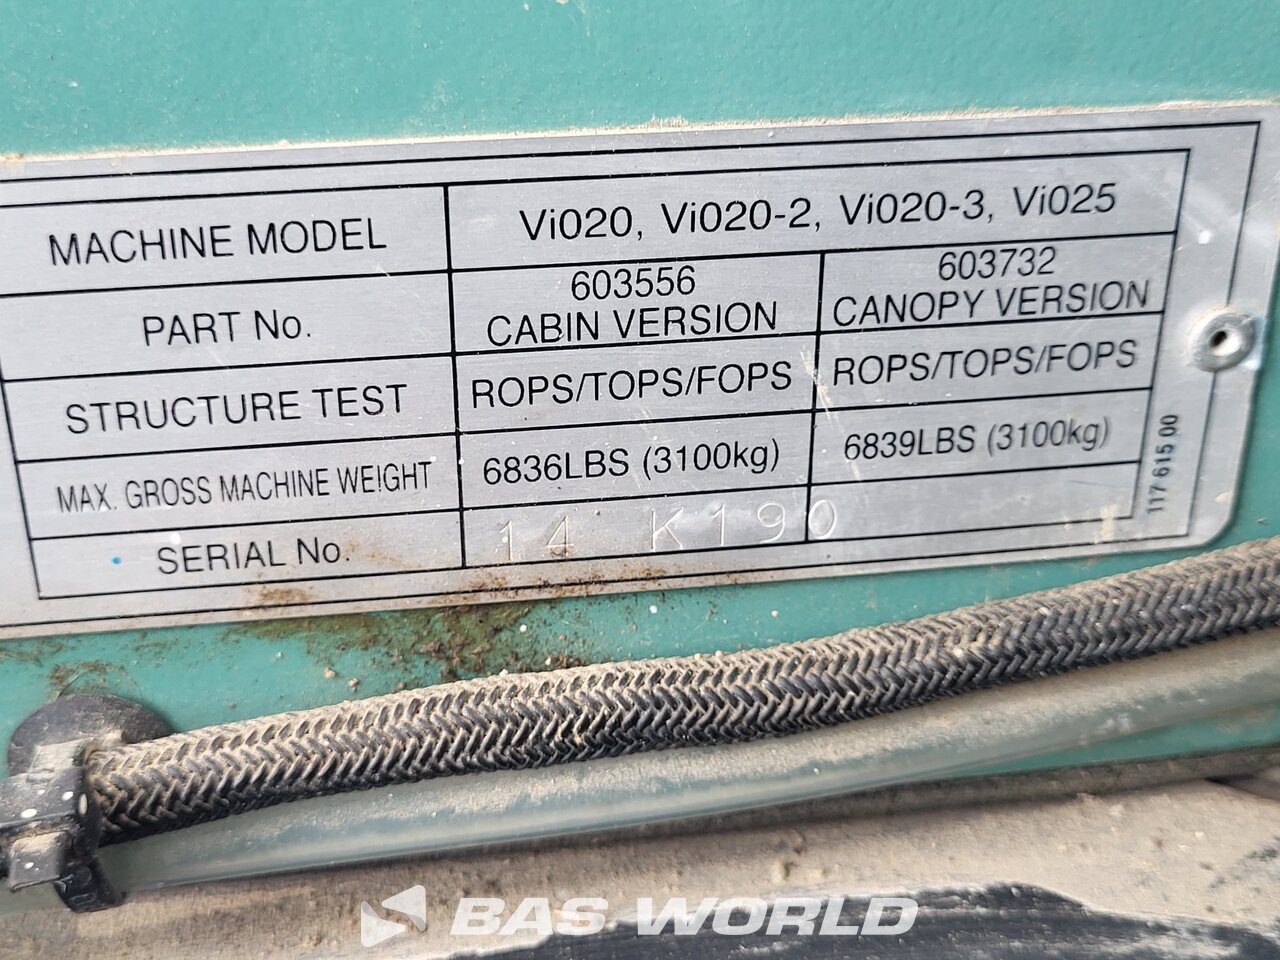 MACHINE MODEL Vi020, Vi020-2, Vi020-3, Vi025
PART No. 603556 CABIN VERSION 603732 CANOPY VERSION
STRUCTURE TEST ROPS/TOPS/FOPS ROPS/TOPS/FOPS
MAX. GROSS MACHINE WEIGHT 6836LBS (3100kg) 6839LBS (3100kg)
SERIAL No. 14 K190
117 615 00
BAS WORLD